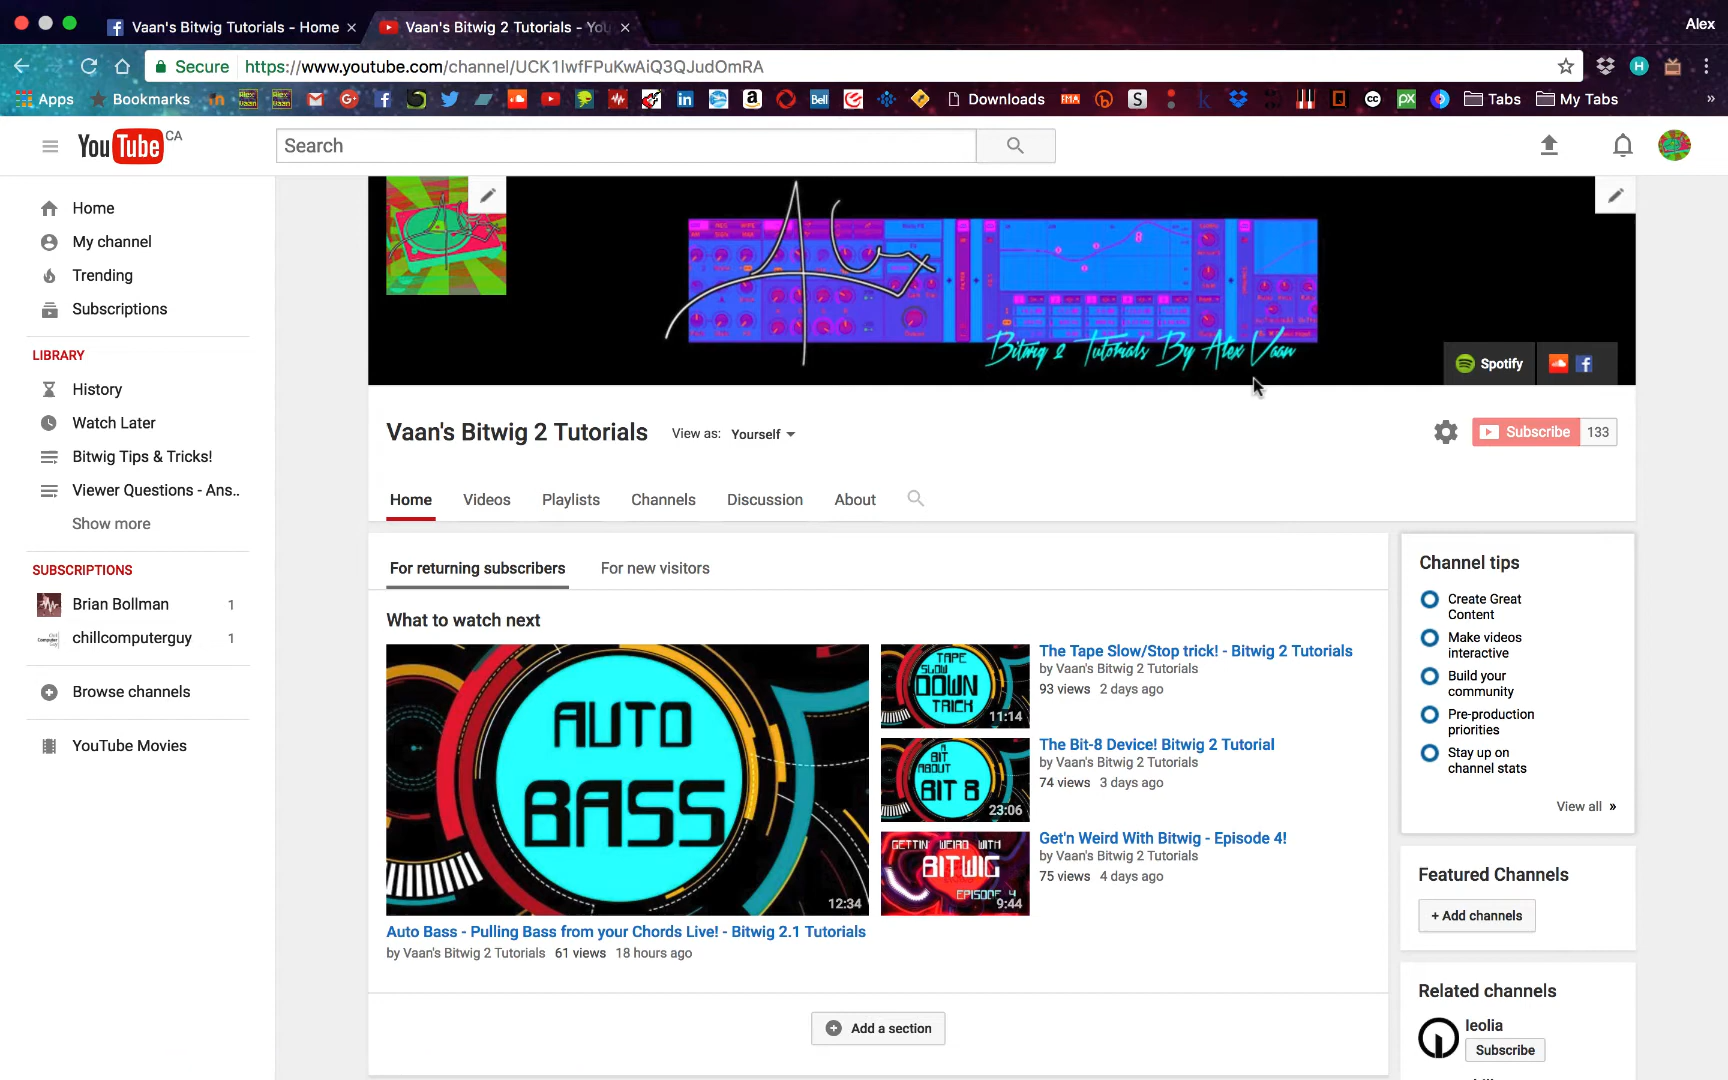 Vaan's Bitwig Tutorials - Home
Vaan's Bitwig 2 Tutorials - You
Alex
Secure
https://www.youtube.com/channel/UCK1IwfFPuKwAiQ3QJudOmRA
Apps
Bookmarks
Bell
Downloads
Tabs
My Tabs
YouTube CA
Search
Home
My channel
Trending
Subscriptions
LIBRARY
History
Watch Later
Bitwig Tips & Tricks!
Viewer Questions - Ans..
Show more
SUBSCRIPTIONS
Brian Bollman 1
chillcomputerguy 1
Browse channels
YouTube Movies
Bitwig 2 Tutorials By Alex Vaan
Spotify
Vaan's Bitwig 2 Tutorials
View as: Yourself
Subscribe 133
Home
Videos
Playlists
Channels
Discussion
About
For returning subscribers
For new visitors
What to watch next
AUTO
BASS
12:34
Auto Bass - Pulling Bass from your Chords Live! - Bitwig 2.1 Tutorials
by Vaan's Bitwig 2 Tutorials 61 views 18 hours ago
TAPE
SLOW
DOWN
TRICK
11:14
The Tape Slow/Stop trick! - Bitwig 2 Tutorials
by Vaan's Bitwig 2 Tutorials
93 views 2 days ago
A
BIT
ABOUT
BIT 8
23:06
The Bit-8 Device! Bitwig 2 Tutorial
by Vaan's Bitwig 2 Tutorials
74 views 3 days ago
GETTIN WEIRD WITH
BITWIG
EPISODE 4
9:44
Get'n Weird With Bitwig - Episode 4!
by Vaan's Bitwig 2 Tutorials
75 views 4 days ago
Add a section
Channel tips
Create Great
Content
Make videos
interactive
Build your
community
Pre-production
priorities
Stay up on
channel stats
View all »
Featured Channels
+ Add channels
Related channels
leolia
Subscribe